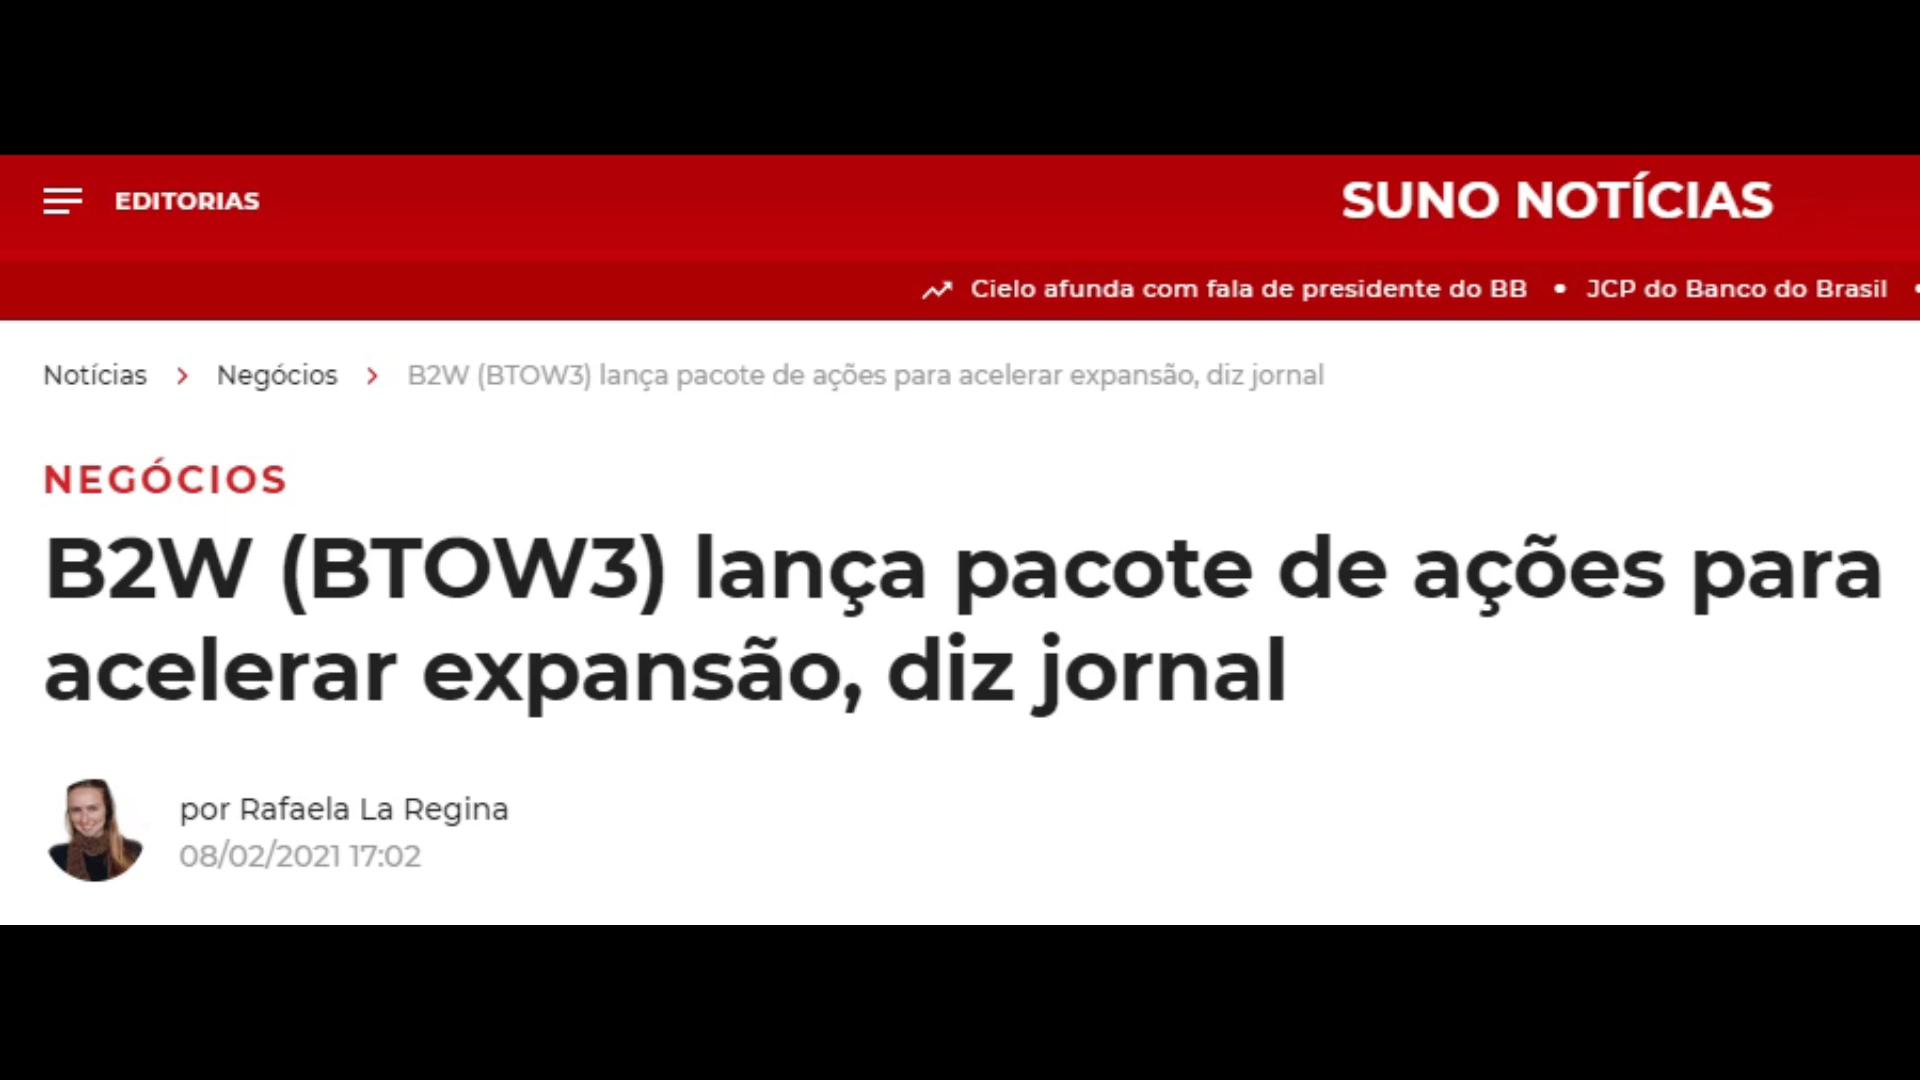 EDITORIAS
SUNO NOTÍCIAS
Cielo afunda com fala de presidente do BB • JCP do Banco do Brasil •
Notícias > Negócios > B2W (BTOW3) lança pacote de ações para acelerar expansão, diz jornal
NEGÓCIOS
B2W (BTOW3) lança pacote de ações para
acelerar expansão, diz jornal
por Rafaela La Regina
08/02/2021 17:02